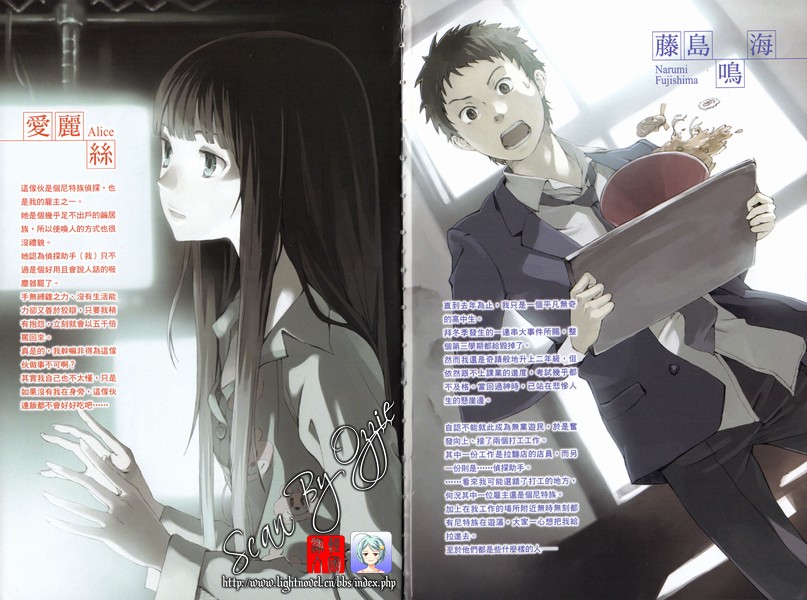 愛麗
絲
Alice
這傢伙是個尼特族偵探，也
是我的雇主之一。
她是個幾乎足不出戶的繭居
族，所以使喚人的方式也很
沒禮貌。
她認為偵探助手（我）只不
過是個好用且會說人話的吸
塵器罷了。
手無縛雞之力、沒有生活能
力卻又善於狡辯，只要我稍
有抱怨，立刻就會以五千倍
罵回來。
真是的，我幹嘛非得為這傢
伙做事不可啊？
其實我自己也不太懂，只是
如果沒有我在身旁，這傢伙
連飯都不會好好吃吧……
Scan By Ozzie
http://www.lightnovel.cn/bbs/index.php
藤島 海
鳴
Narumi
Fujishima
直到去年為止，我只是一個平凡無奇
的高中生。
拜冬季發生的一連串大事件所賜，整
個第三學期都給毀掉了。
然而我還是奇蹟般地升上二年級，但
依然跟不上課業的進度，考試幾乎都
不及格。當回過神時，已站在悲慘人
生的懸崖邊。
自認不能就此成為無業遊民，於是奮
發向上、接了兩個打工工作。
其中一份工作是拉麵店的店員，而另
一份則是……偵探助手。
……看來我可能選錯了打工的地方，
何況其中一位雇主還是個尼特族。
加上在我工作的場所附近無時無刻都
有尼特族在遊蕩，大家一心想把我給
拉進去。
至於他們都是些什麼樣的人——